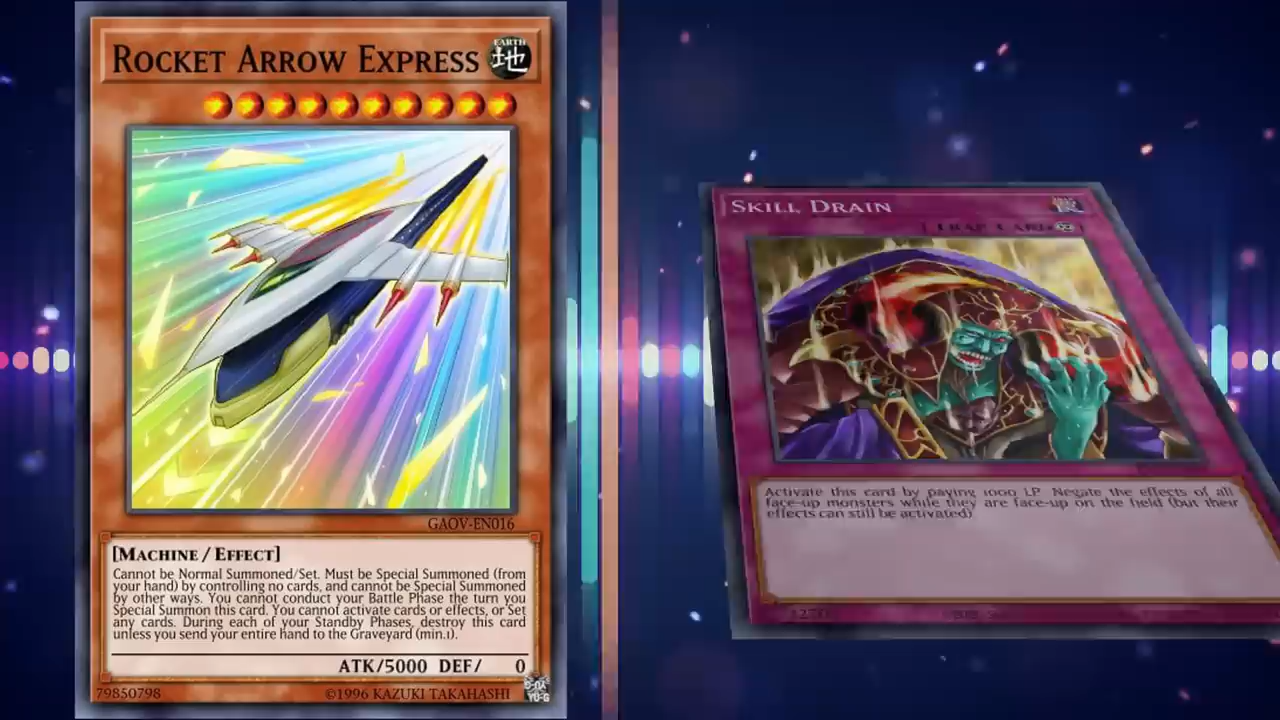 ROCKET ARROW EXPRESS
EARTH
地
GAOV-EN016
[MACHINE / EFFECT]
Cannot be Normal Summoned/Set. Must be Special Summoned (from
your hand) by controlling no cards, and cannot be Special Summoned
by other ways. You cannot conduct your Battle Phase the turn you
Special Summon this card. You cannot activate cards or effects, or Set
any cards. During each of your Standby Phases, destroy this card
unless you send your entire hand to the Graveyard (min.1).
ATK/5000 DEF/ 0
79850798
©1996 KAZUKI TAKAHASHI
SKILL DRAIN
[TRAP CARD
Activate this card by paying 1000 LP. Negate the effects of all
face-up monsters while they are face-up on the field (but their
effects can still be activated).